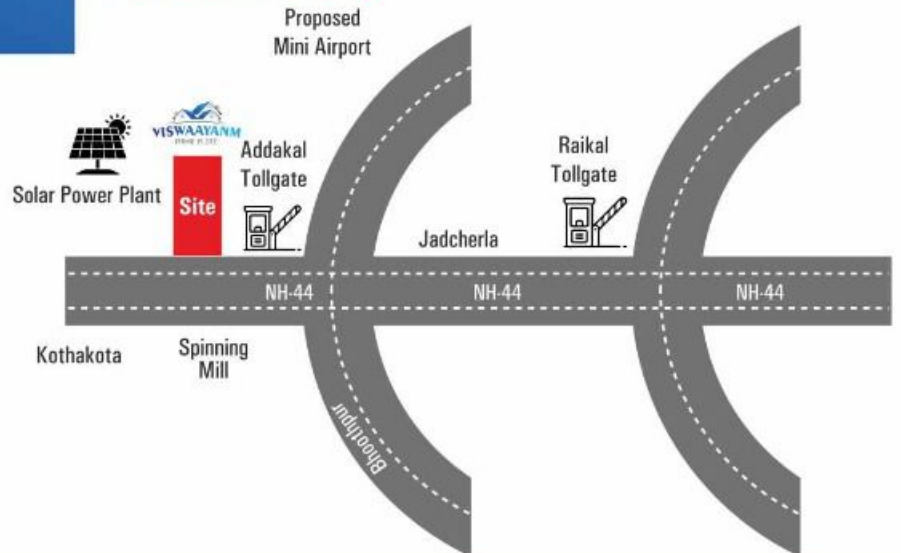 Proposed
Mini Airport
VISWAAYANM
Addakal
Tollgate
Raikal
Tollgate
Solar Power Plant
Site
Jadcherla
NH-44
NH-44
NH-44
Kothakota
Spinning
Mill
Bhoothpur